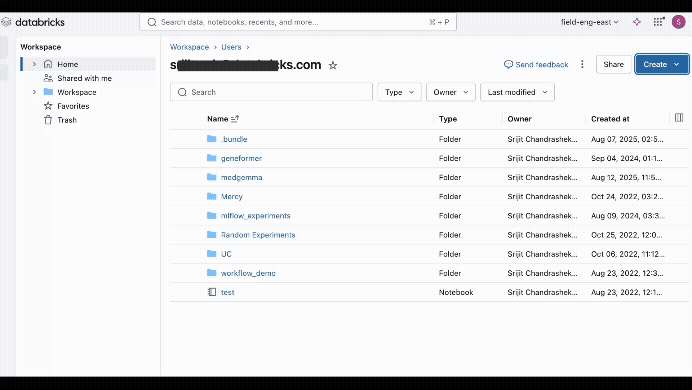 databricks
Search data, notebooks, recents, and more...
⌘ + P
field-eng-east
S
Workspace
Home
Shared with me
Workspace
Favorites
Trash
Workspace > Users >
ks.com
Send feedback
Share
Create
Search
Type
Owner
Last modified
Name Type Owner Created at
.bundle Folder Srijit Chandrashek... Aug 07, 2025, 02:5...
geneformer Folder Srijit Chandrashek... Sep 04, 2024, 01:1...
medgemma Folder Srijit Chandrashek... Aug 12, 2025, 11:5...
Mercy Folder Srijit Chandrashek... Oct 24, 2022, 03:2...
mlflow_experiments Folder Srijit Chandrashek... Aug 09, 2024, 03:3...
Random Experiments Folder Srijit Chandrashek... Oct 25, 2022, 12:0...
UC Folder Srijit Chandrashek... Oct 06, 2022, 11:12...
workflow_demo Folder Srijit Chandrashek... Aug 23, 2022, 12:3...
test Notebook Srijit Chandrashek... Aug 23, 2022, 12:1...